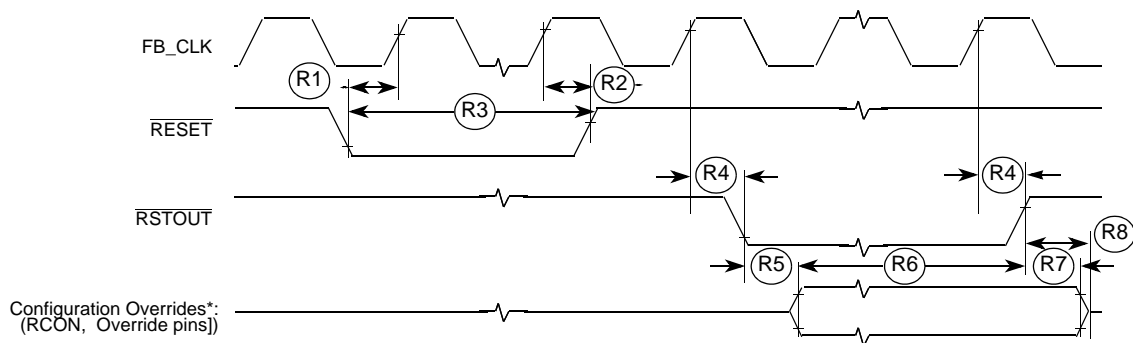 FB_CLK
R1
R2
R3
RESET
R4
R4
RSTOUT
R8
R5
R6
R7
Configuration Overrides*:
(RCON, Override pins])